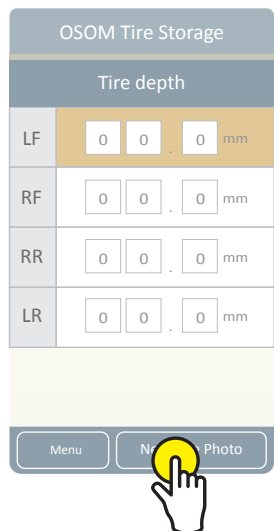 OSOM Tire Storage
Tire depth
LF 0 0 . 0 mm
RF 0 0 . 0 mm
RR 0 0 . 0 mm
LR 0 0 . 0 mm
Menu Photo